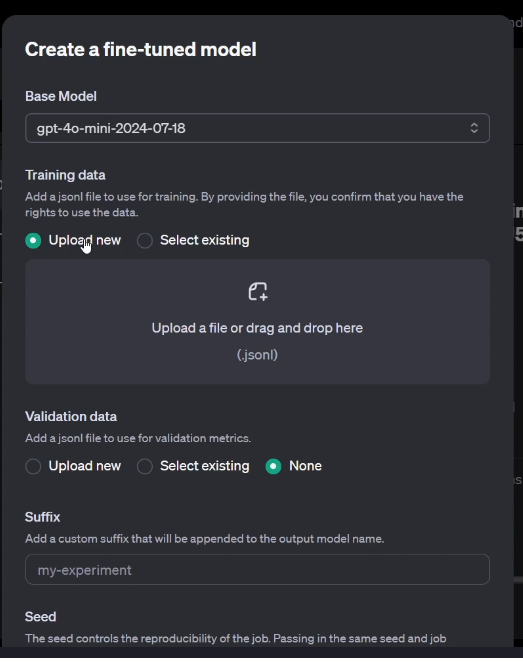 Create a fine-tuned model
Base Model
gpt-4o-mini-2024-07-18
Training data
Add a jsonl file to use for training. By providing the file, you confirm that you have the
rights to use the data.
Upload new Select existing
Upload a file or drag and drop here
(.jsonl)
Validation data
Add a jsonl file to use for validation metrics.
Upload new Select existing None
Suffix
Add a custom suffix that will be appended to the output model name.
my-experiment
Seed
The seed controls the reproducibility of the job. Passing in the same seed and job